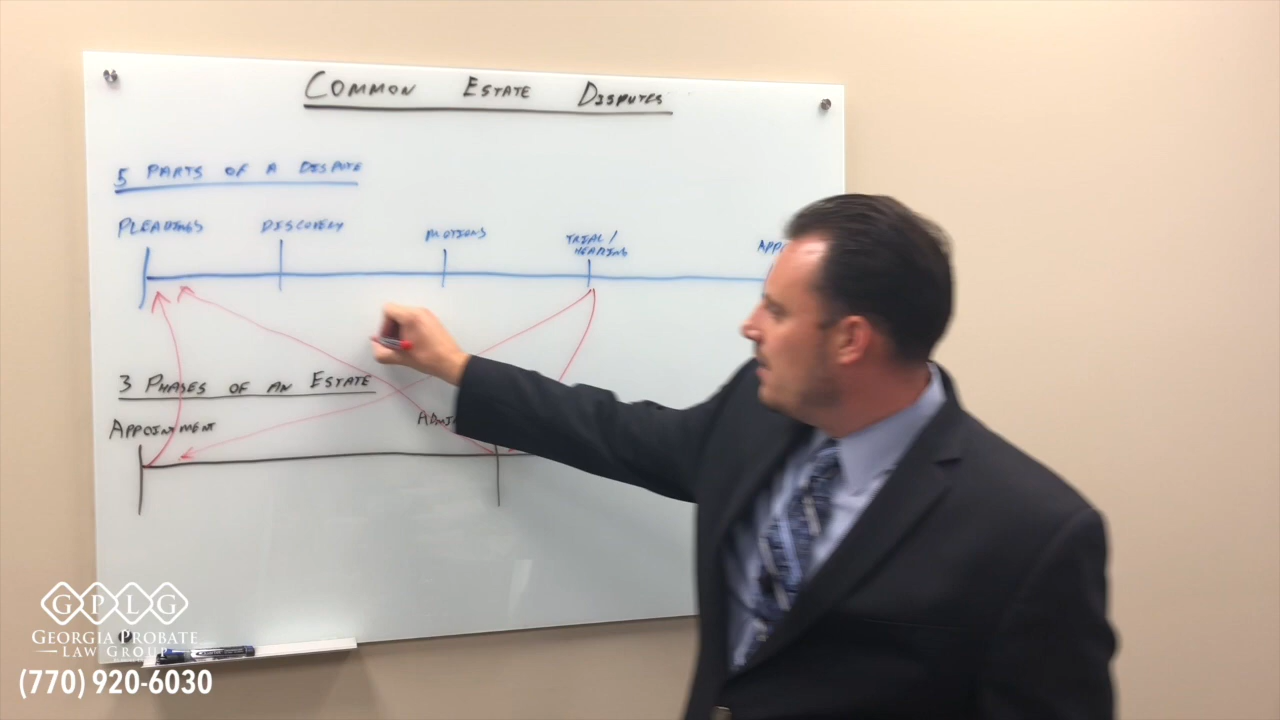 COMMON ESTATE DISPUTES
5 PARTS OF A DISPUTE
PLEADINGS DISCOVERY MOTIONS TRIAL/ HEARING APP
3 PHASES OF AN ESTATE
APPOINTMENT ADMI
GPLG
GEORGIA PROBATE
LAW GROUP
(770) 920-6030